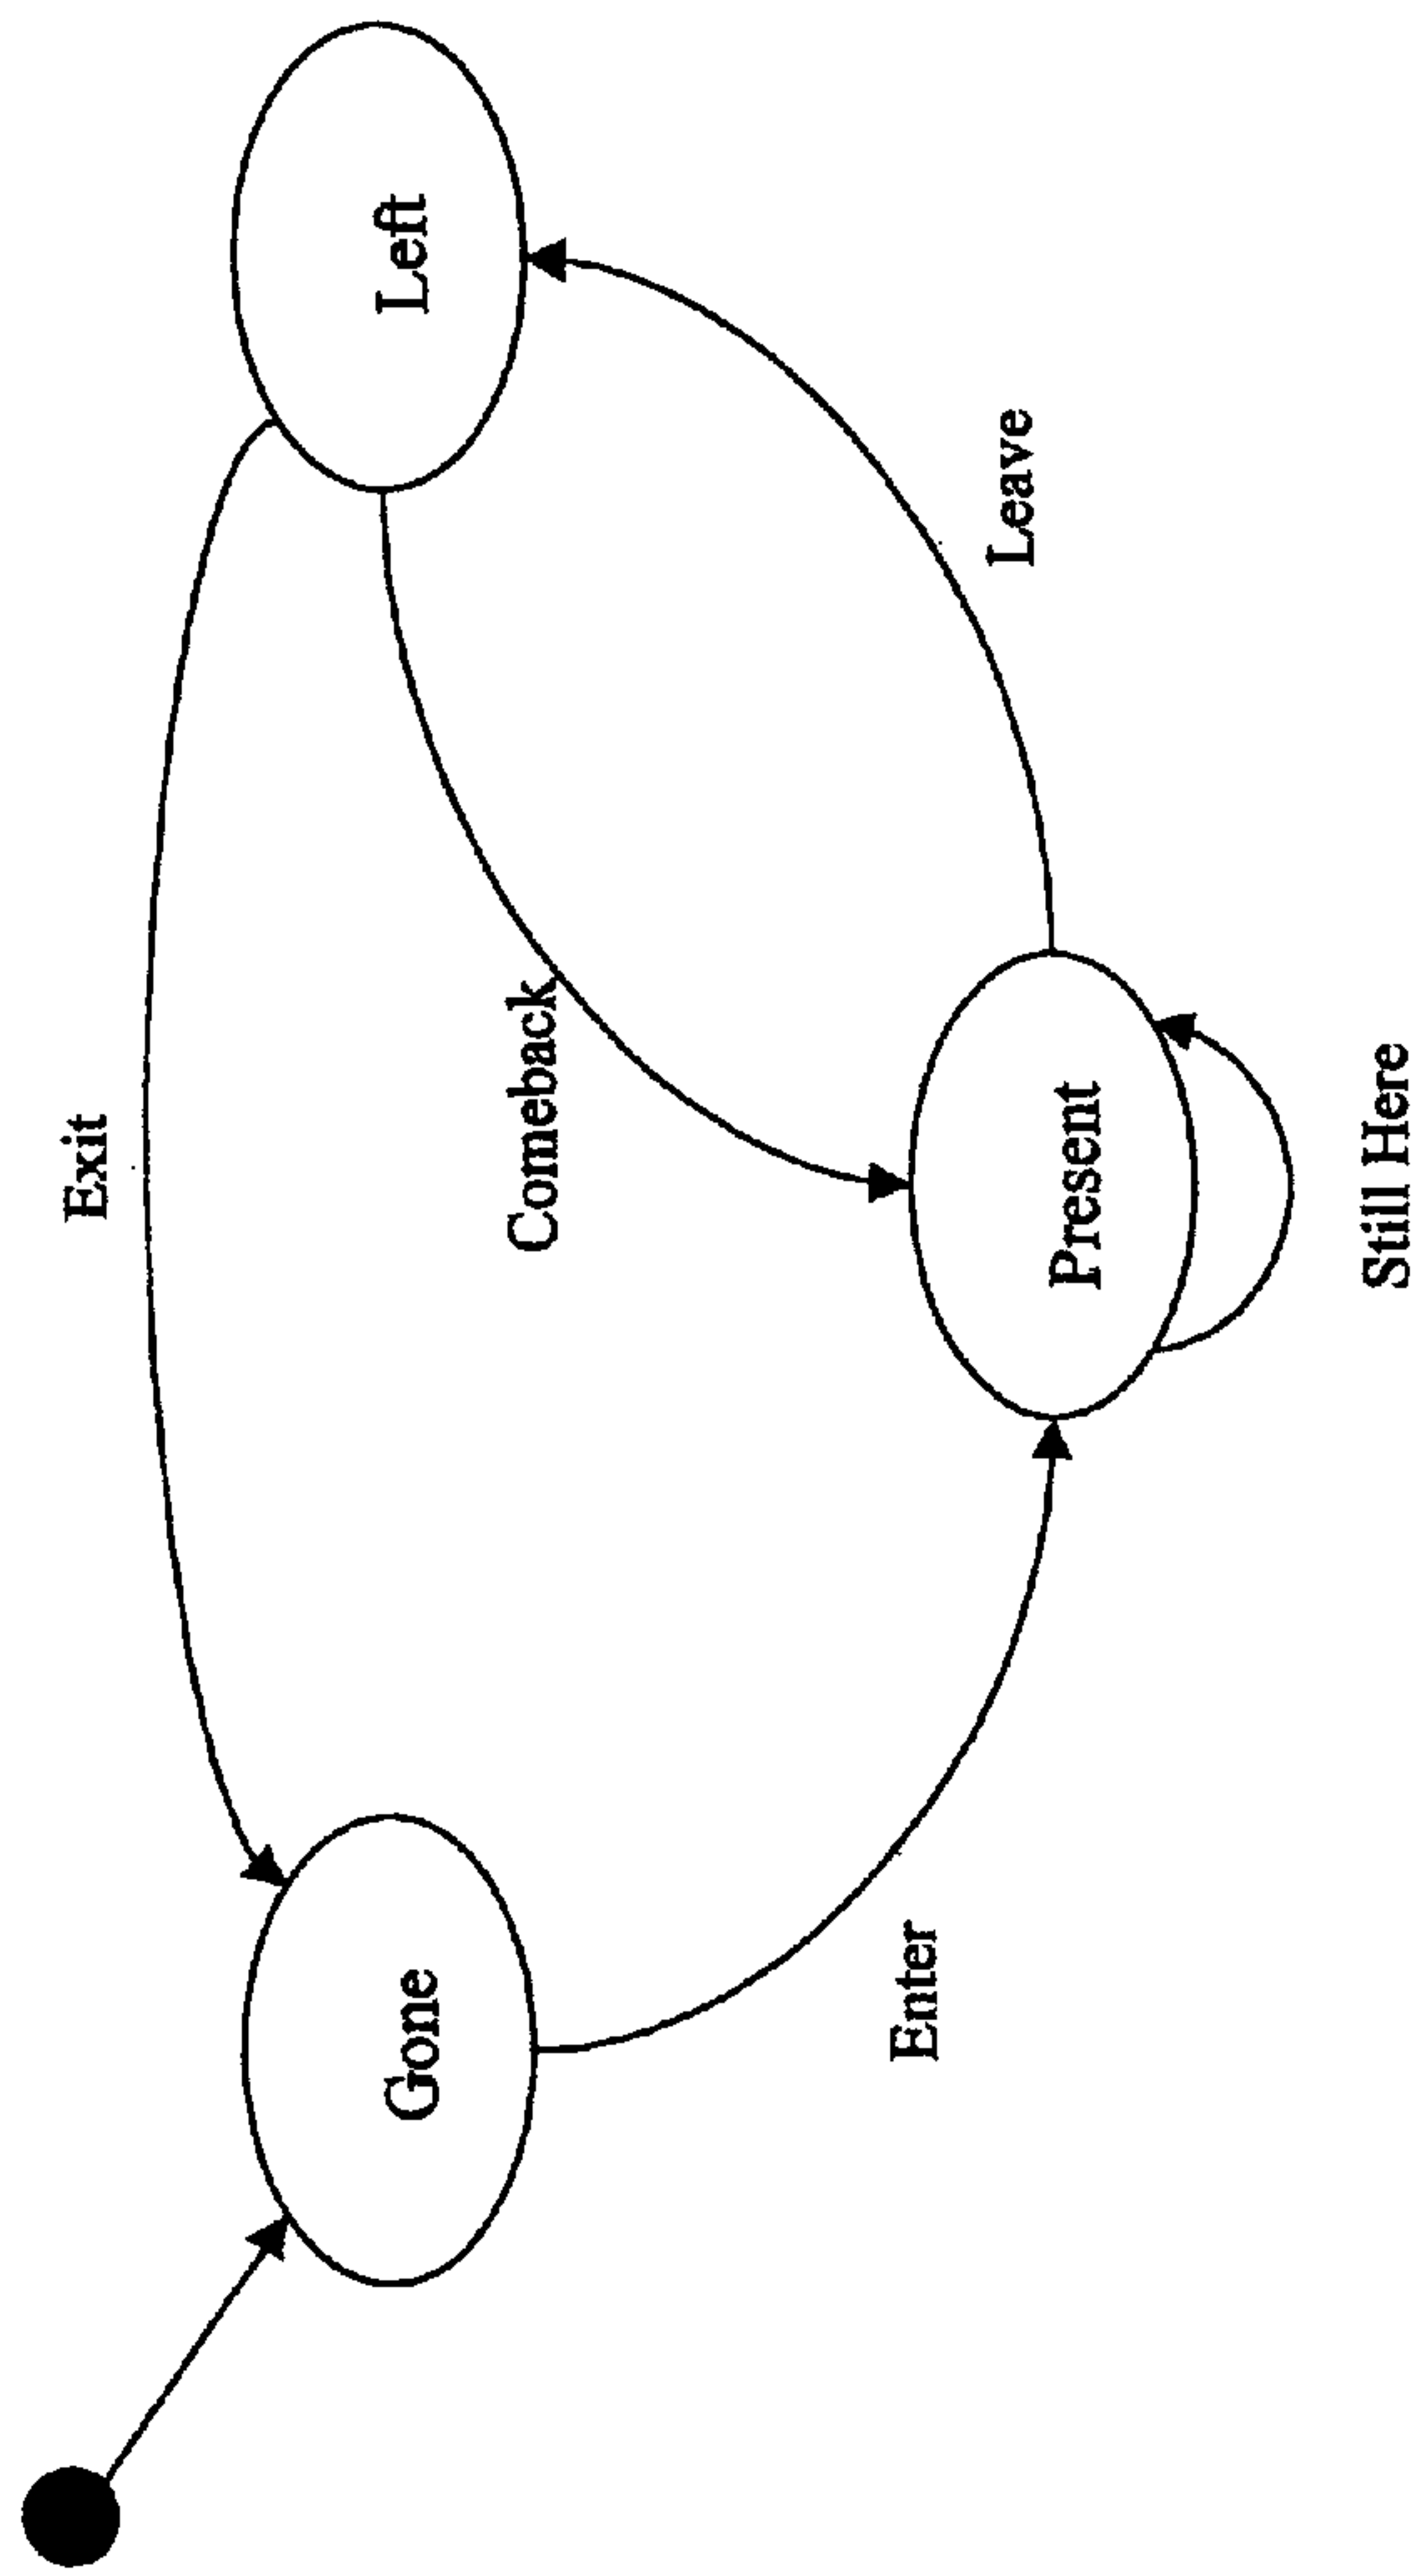 Exit
Left
Gone
Comeback
Leave
Enter
Present
Still Here